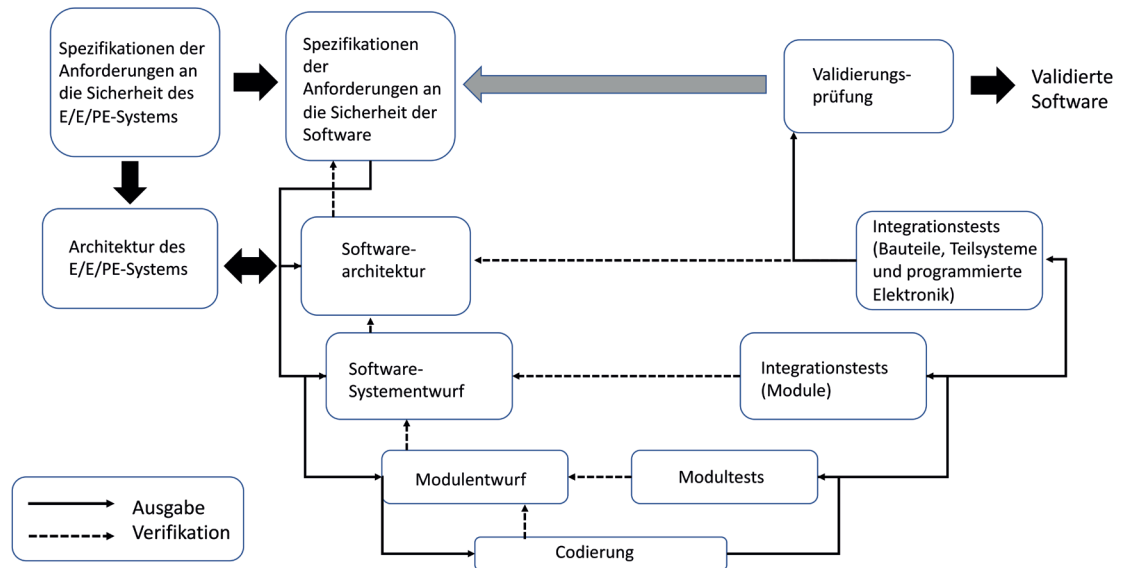 Spezifikationen der
Anforderungen an
die Sicherheit des
E/E/PE-Systems
Spezifikationen
der
Anforderungen an
die Sicherheit der
Software
Validierungs-
prüfung
Validierte
Software
Architektur des
E/E/PE-Systems
Software-
architektur
Integrationstests
(Bauteile, Teilsysteme
und programmierte
Elektronik)
Software-
Systementwurf
Integrationstests
(Module)
Modulentwurf
Modultests
Codierung
Ausgabe
Verifikation